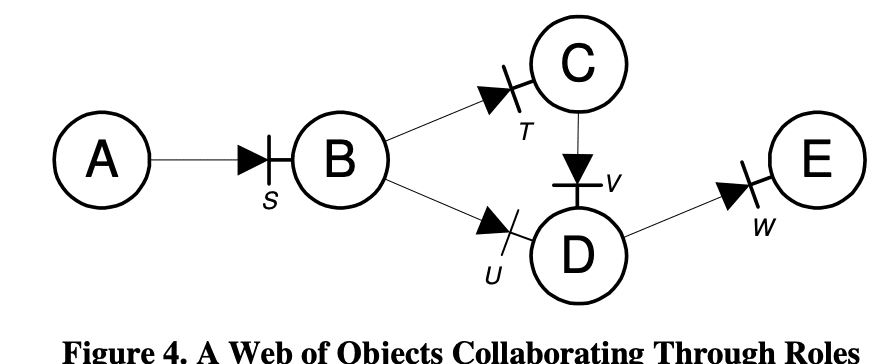 C
T
A
B
E
S
V
W
D
U
Figure 4. A Web of Objects Collaborating Through Roles